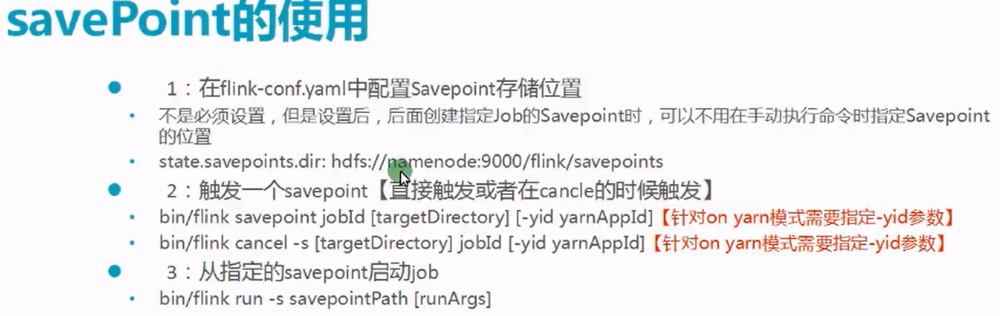 savePoint的使用
1：在flink-conf.yaml中配置Savepoint存储位置
不是必须设置，但是设置后，后面创建指定Job的Savepoint时，可以不用在手动执行命令时指定Savepoint
的位置
state.savepoints.dir: hdfs://namenode:9000/flink/savepoints
2：触发一个savepoint【直接触发或者在cancle的时候触发】
bin/flink savepoint jobId [targetDirectory] [-yid yarnAppId]【针对on yarn模式需要指定-yid参数】
bin/flink cancel -s [targetDirectory] jobId [-yid yarnAppId]【针对on yarn模式需要指定-yid参数】
3：从指定的savepoint启动job
bin/flink run -s savepointPath [runArgs]